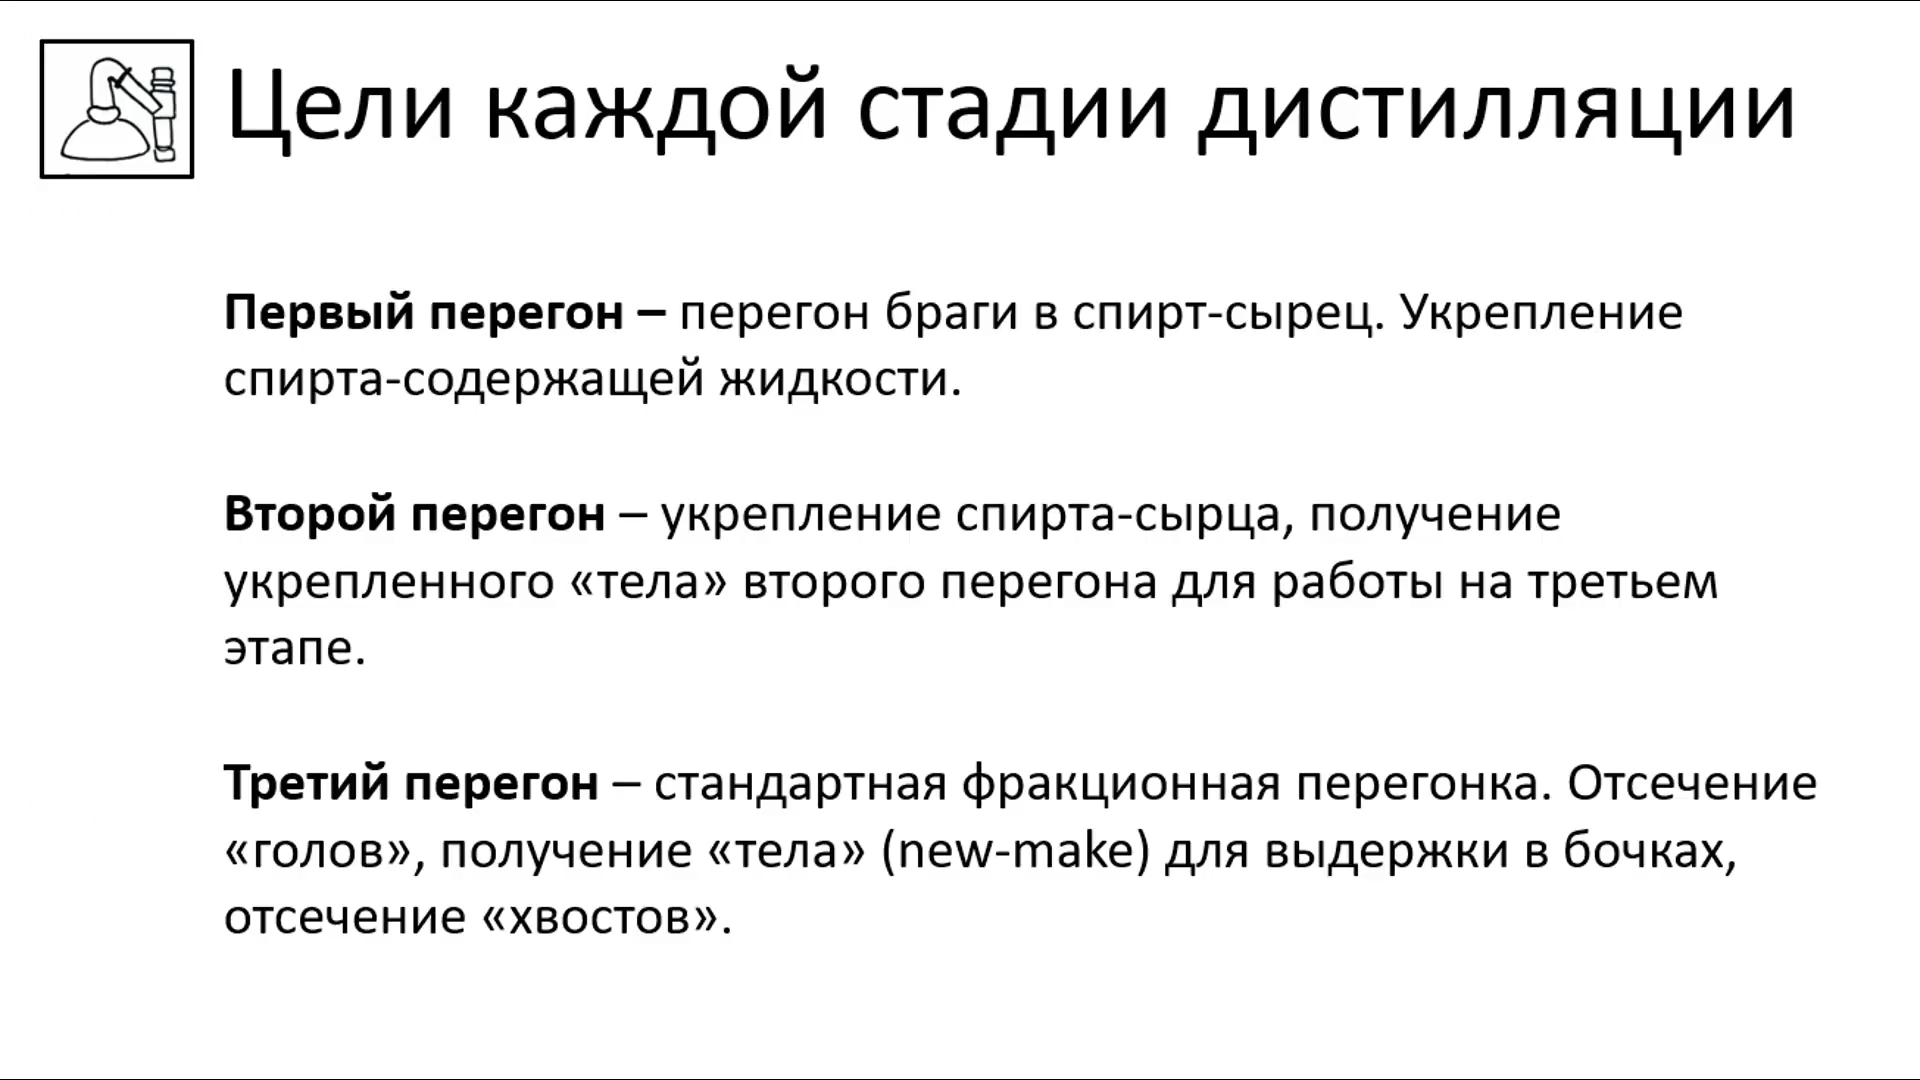 Цели каждой стадии дистилляции
Первый перегон – перегон браги в спирт-сырец. Укрепление
спирта-содержащей жидкости.
Второй перегон – укрепление спирта-сырца, получение
укрепленного «тела» второго перегона для работы на третьем
этапе.
Третий перегон – стандартная фракционная перегонка. Отсечение
«голов», получение «тела» (new-make) для выдержки в бочках,
отсечение «хвостов».